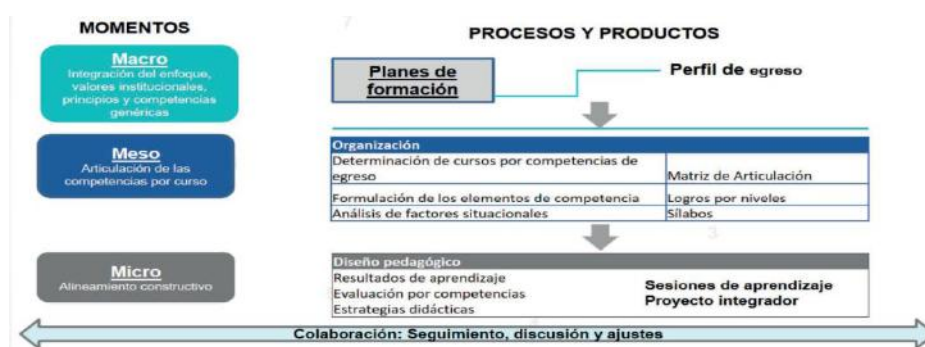 MOMENTOS
PROCESOS Y PRODUCTOS
Macro
Integración del enfoque,
valores institucionales,
principios y competencias
genéricas
Planes de
formación
Perfil de egreso
Meso
Articulación de las
competencias por curso
Organización
Determinación de cursos por competencias de
egreso
Matriz de Articulación
Formulación de los elementos de competencia
Logros por niveles
Análisis de factores situacionales
Sílabos
Micro
Alineamiento constructivo
Diseño pedagógico
Resultados de aprendizaje
Evaluación por competencias
Estrategias didácticas
Sesiones de aprendizaje
Proyecto integrador
Colaboración: Seguimiento, discusión y ajustes